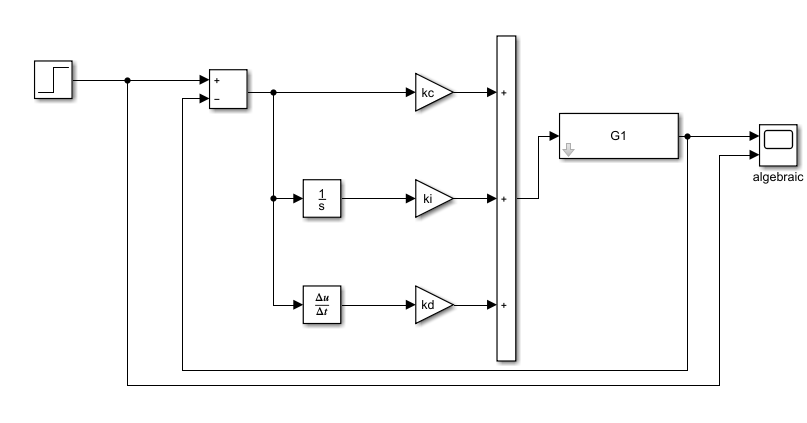 +
−
kc
+
G1
algebraic
1
s
ki
+
Δu
Δt
kd
+